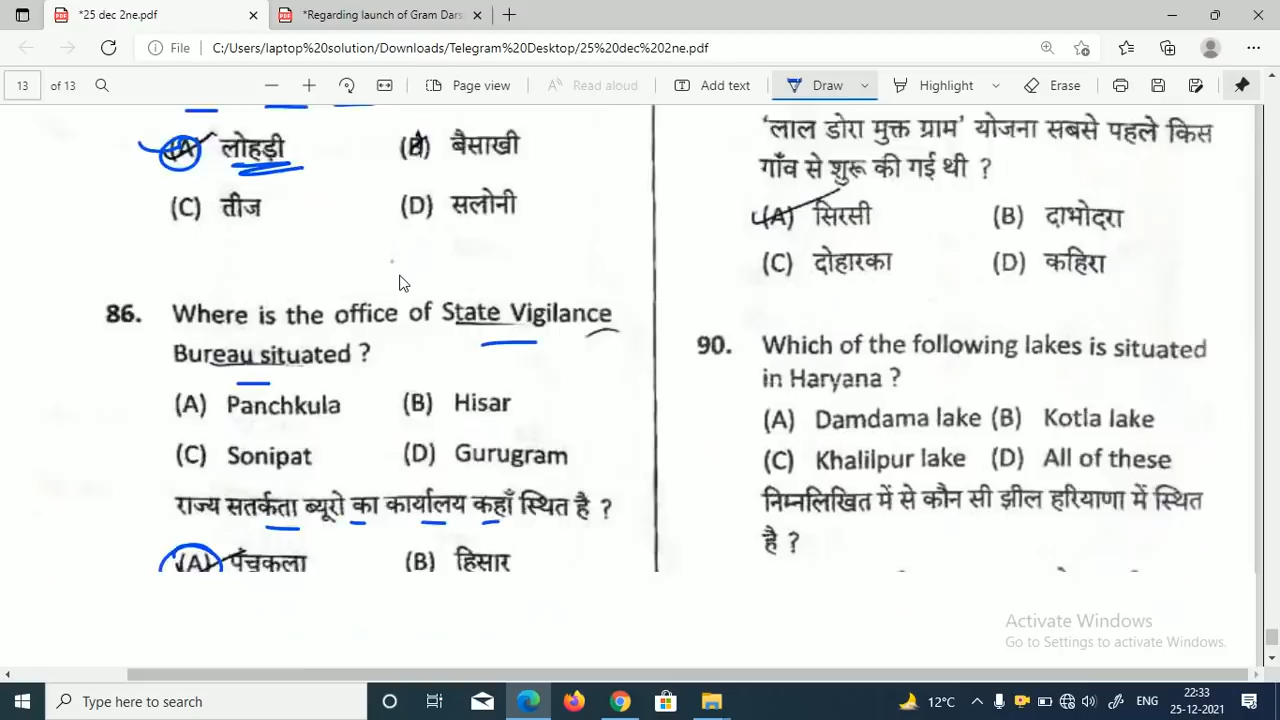 *25 dec 2ne.pdf
*Regarding launch of Gram Dars
File
C:/Users/laptop%20solution/Downloads/Telegram%20Desktop/25%20dec%202ne.pdf
13 of 13
Page view
Read aloud
Add text
Draw
Highlight
Erase
(A) लोहड़ी (B) बैसाखी
(C) तीज (D) सलोनी
86. Where is the office of State Vigilance
Bureau situated ?
(A) Panchkula (B) Hisar
(C) Sonipat (D) Gurugram
राज्य सतर्कता ब्यूरो का कार्यालय कहाँ स्थित है ?
(A) पँचकुला (B) हिसार
'लाल डोरा मुक्त ग्राम' योजना सबसे पहले किस
गाँव से शुरू की गई थी ?
(A) सिरसी (B) दाभोदरा
(C) दोहारका (D) कहिरा
90. Which of the following lakes is situated
in Haryana ?
(A) Damdama lake (B) Kotla lake
(C) Khalilpur lake (D) All of these
निम्नलिखित में से कौन सी झील हरियाणा में स्थित
है ?
Activate Windows
Go to Settings to activate Windows.
Type here to search
12°C
ENG
22:33
25-12-2021